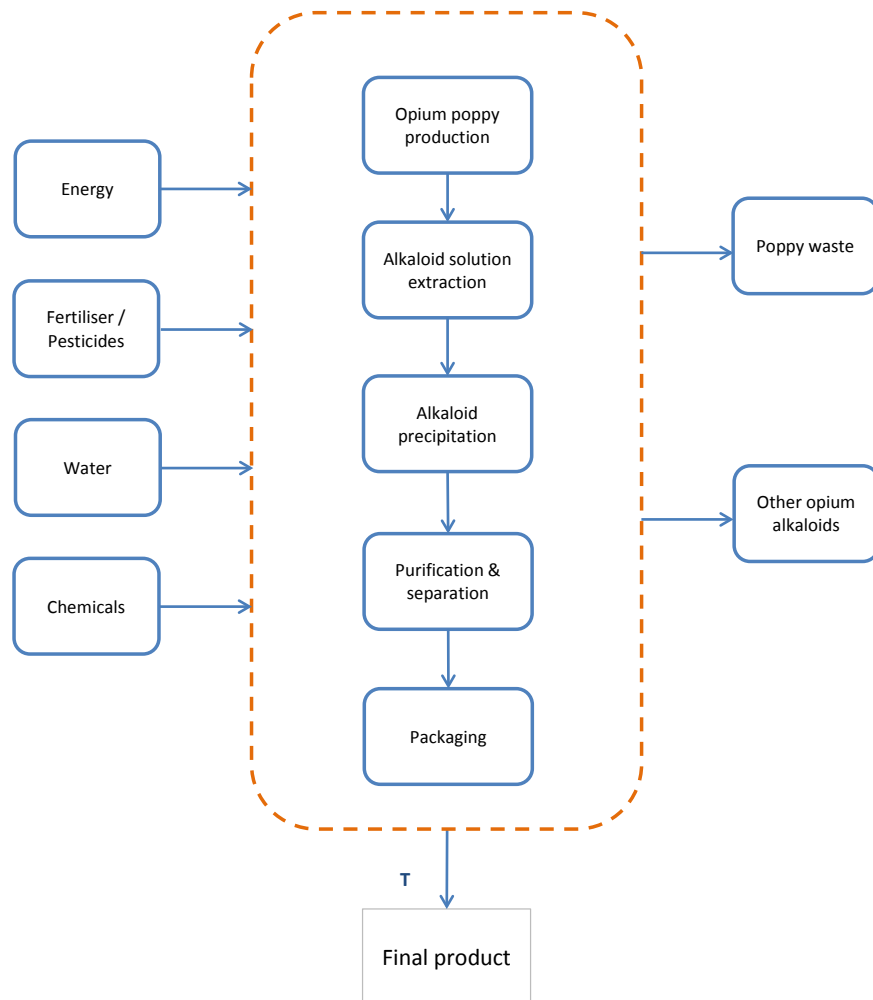 Opium poppy
production
Energy
Alkaloid solution
extraction
Poppy waste
Fertiliser /
Pesticides
Alkaloid
precipitation
Water
Other opium
alkaloids
Purification &
separation
Chemicals
Packaging
T
Final product